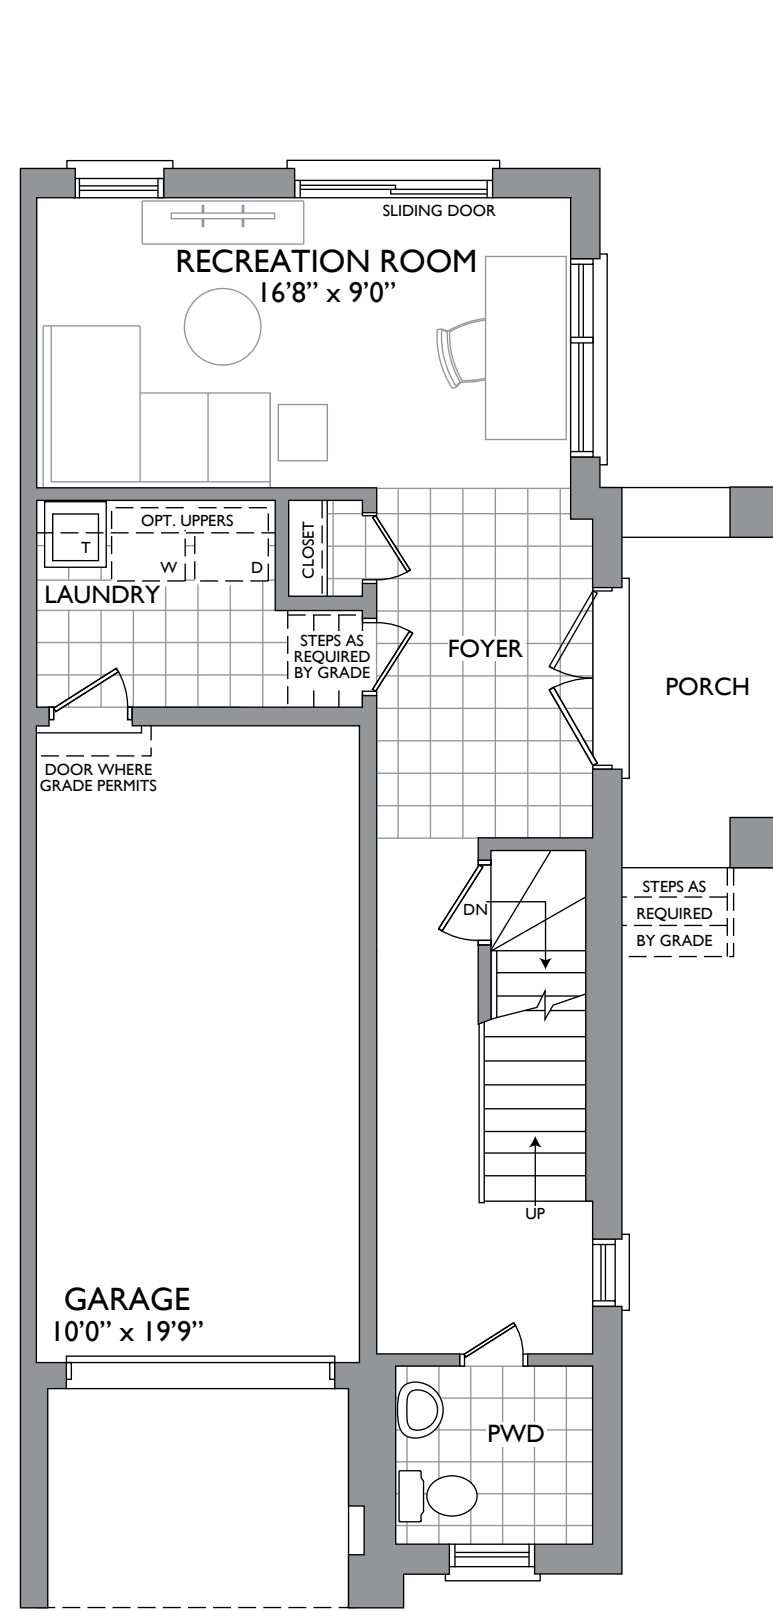 SLIDING DOOR
RECREATION ROOM
16'8” x 9'0”
OPT. UPPERS
CLOSET
T
W
D
LAUNDRY
STEPS AS
REQUIRED
BY GRADE
FOYER
PORCH
DOOR WHERE
GRADE PERMITS
DN
STEPS AS
REQUIRED
BY GRADE
UP
GARAGE
10'0” x 19'9”
PWD